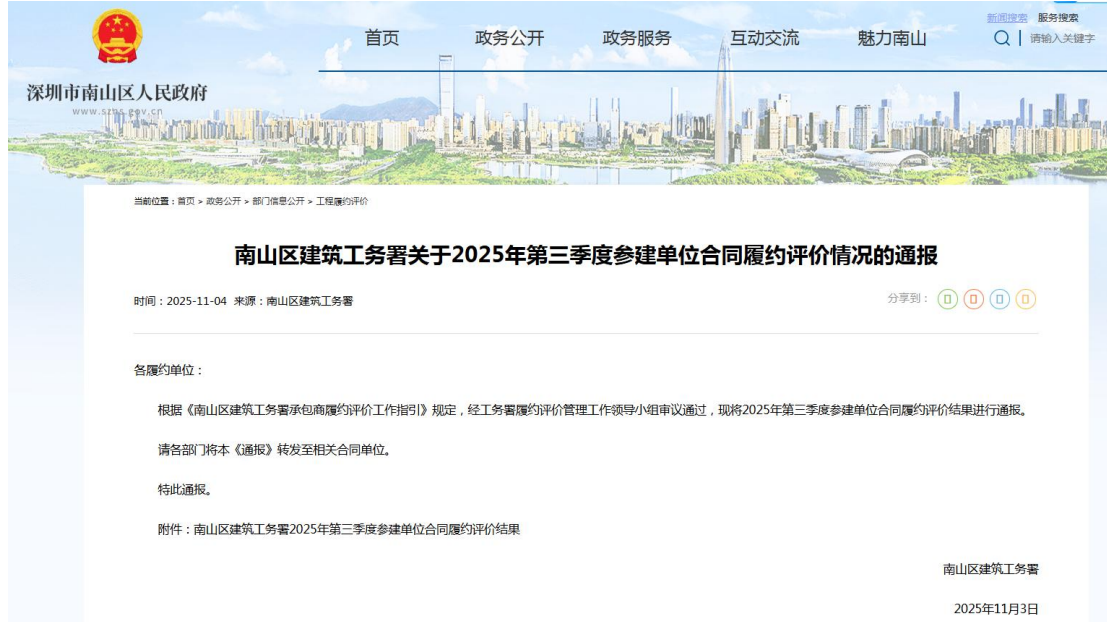 新闻搜索 服务搜索
首页 政务公开 政务服务 互动交流 魅力南山
请输入关键字
深圳市南山区人民政府
www.szns.gov.cn
当前位置：首页 > 政务公开 > 部门信息公开 > 工程履约评价
南山区建筑工务署关于2025年第三季度参建单位合同履约评价情况的通报
时间：2025-11-04 来源：南山区建筑工务署
分享到：
各履约单位：
根据《南山区建筑工务署承包商履约评价工作指引》规定，经工务署履约评价管理工作领导小组审议通过，现将2025年第三季度参建单位合同履约评价结果进行通报。
请各部门将本《通报》转发至相关合同单位。
特此通报。
附件：南山区建筑工务署2025年第三季度参建单位合同履约评价结果
南山区建筑工务署
2025年11月3日